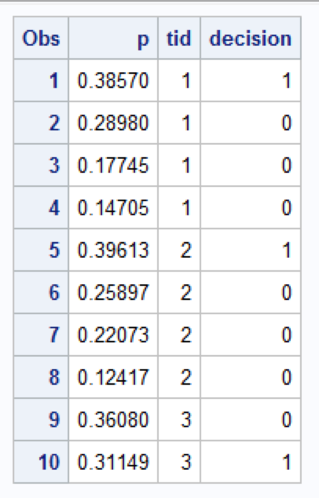 Obs p tid decision
1 0.38570 1 1
2 0.28980 1 0
3 0.17745 1 0
4 0.14705 1 0
5 0.39613 2 1
6 0.25897 2 0
7 0.22073 2 0
8 0.12417 2 0
9 0.36080 3 0
10 0.31149 3 1